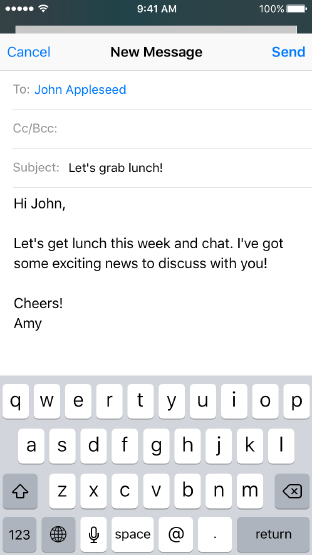 9:41 AM 100%
Cancel New Message Send
To: John Appleseed
Cc/Bcc:
Subject: Let's grab lunch!
Hi John,
Let's get lunch this week and chat. I've got
some exciting news to discuss with you!
Cheers!
Amy
q w e r t y u i o p
a s d f g h j k l
z x c v b n m
123 space @ . return